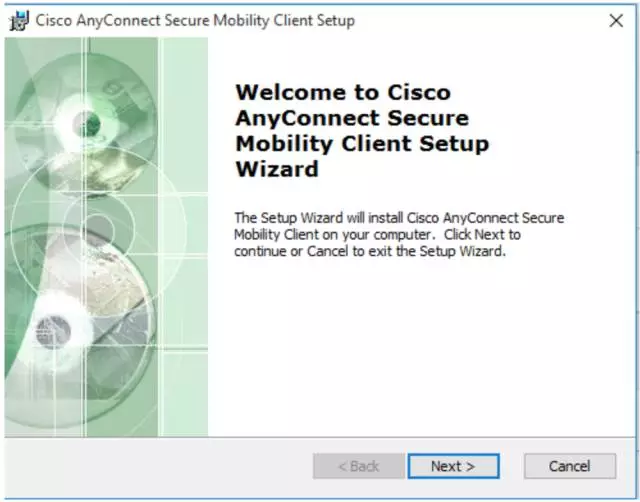 Cisco AnyConnect Secure Mobility Client Setup
Welcome to Cisco
AnyConnect Secure
Mobility Client Setup
Wizard
The Setup Wizard will install Cisco AnyConnect Secure
Mobility Client on your computer.  Click Next to
continue or Cancel to exit the Setup Wizard.
< Back
Next >
Cancel